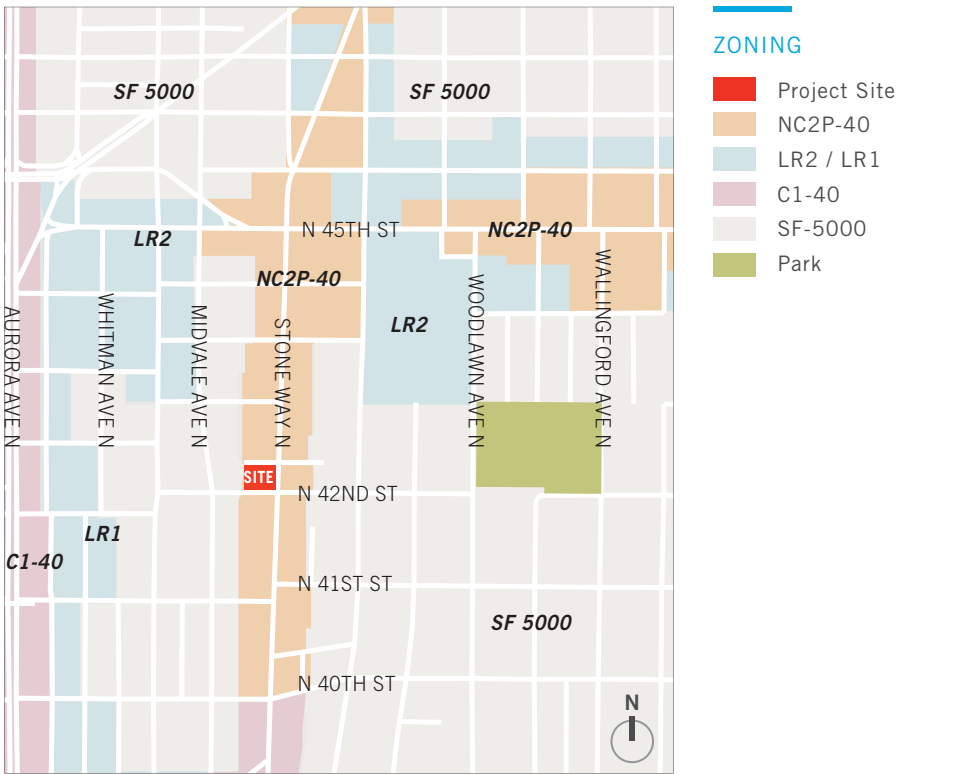 SF 5000
SF 5000
N 45TH ST
NC2P-40
LR2
NC2P-40
LR2
AURORA AVE N
WHITMAN AVE N
MIDVALE AVE N
STONE WAY N
WOODLAWN AVE N
WALLINGFORD AVE N
SITE
N 42ND ST
LR1
C1-40
N 41ST ST
SF 5000
N 40TH ST
N
ZONING
Project Site
NC2P-40
LR2 / LR1
C1-40
SF-5000
Park